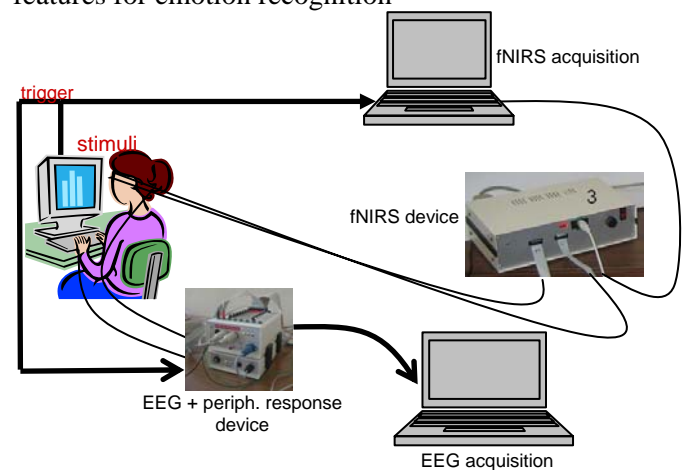 features for emotion recognition
fNIRS acquisition
trigger
stimuli
3
fNIRS device
EEG + periph. response
device
EEG acquisition